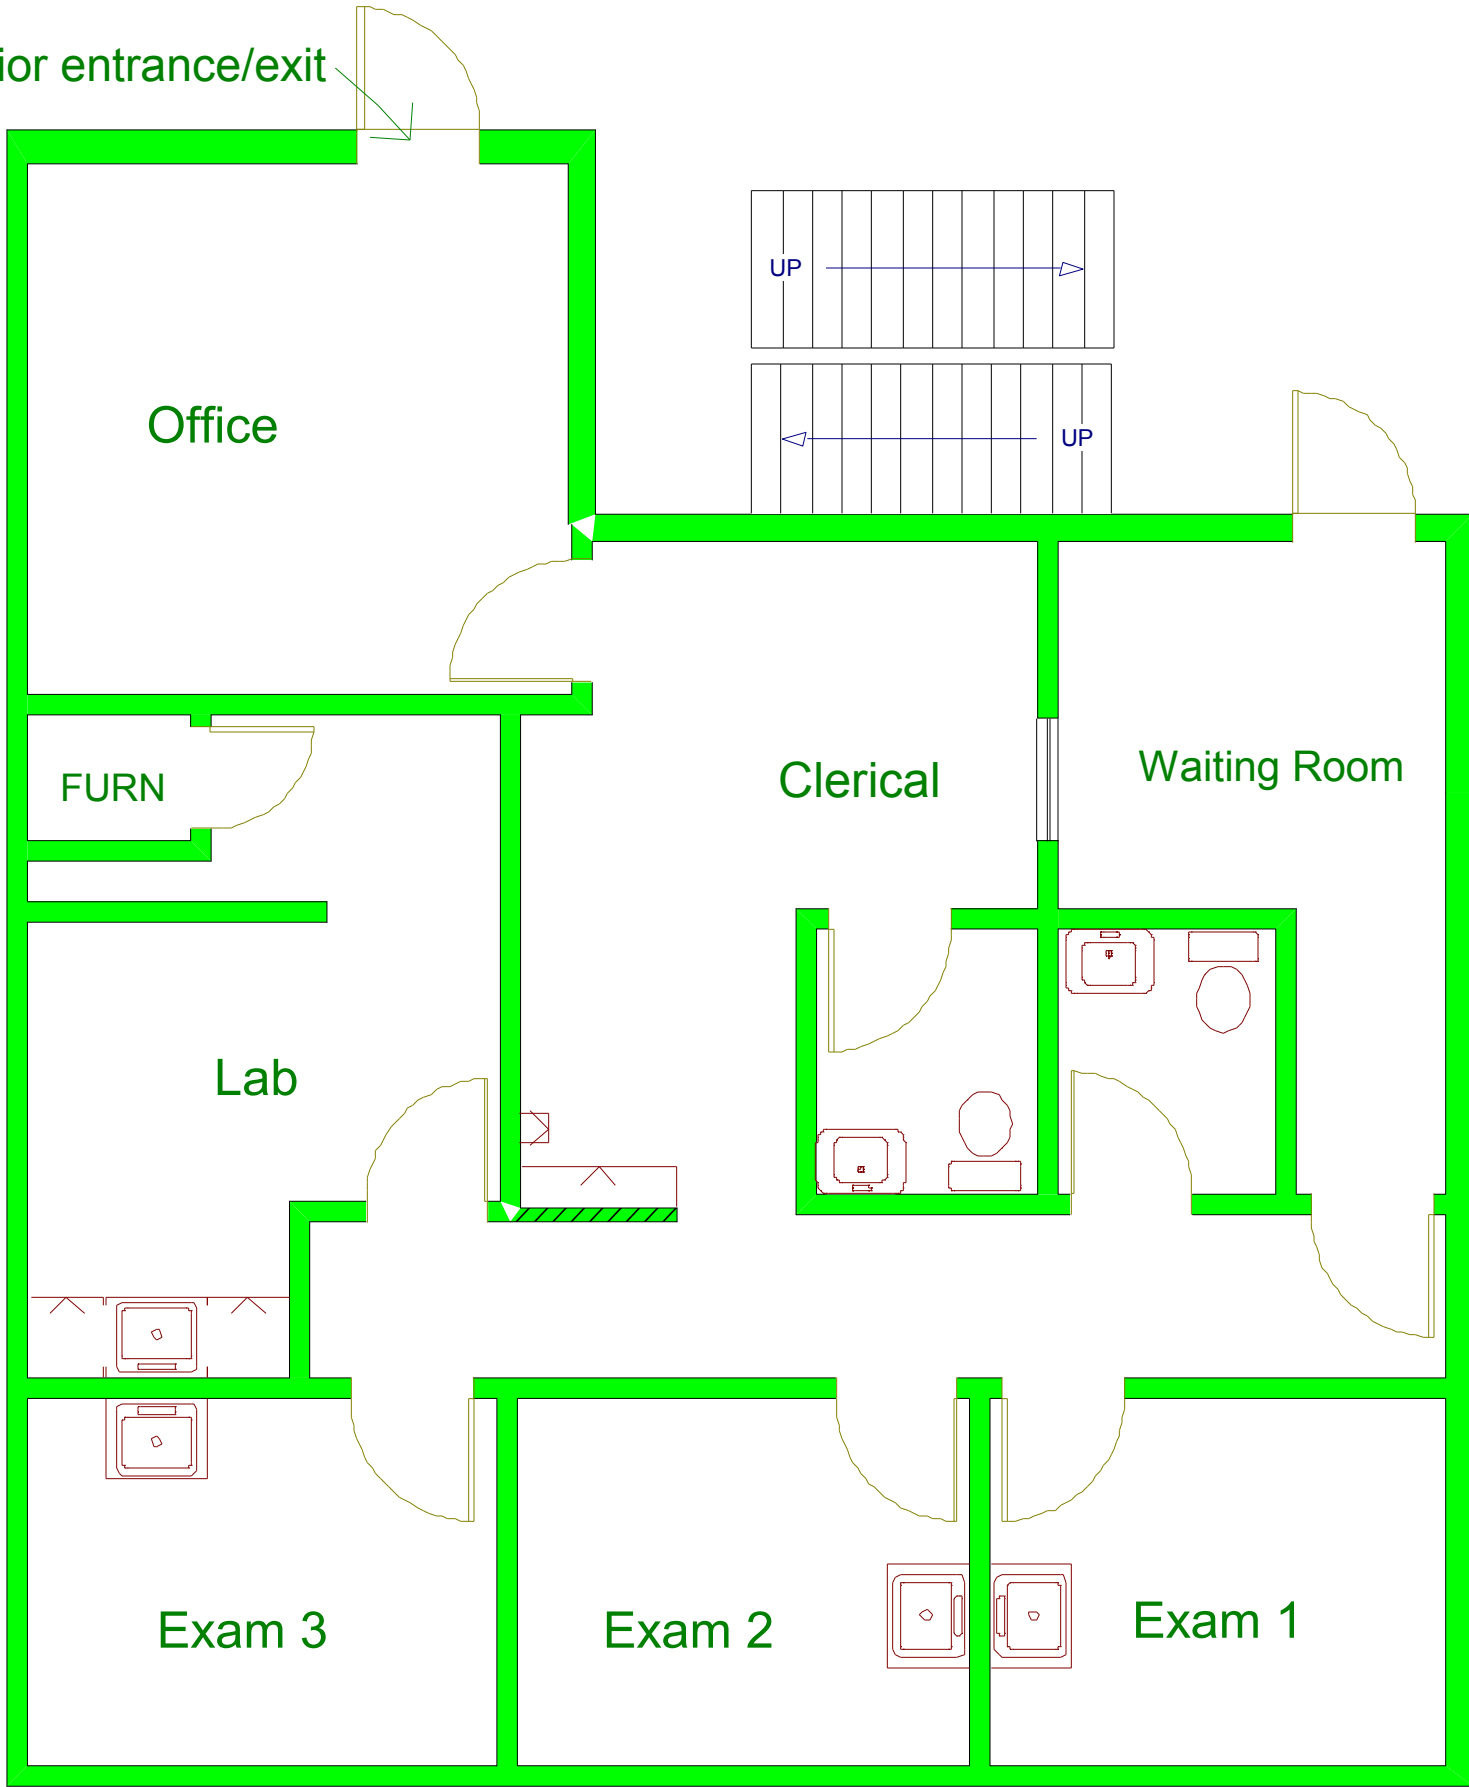 ior entrance/exit
UP
UP
Office
FURN
Clerical
Waiting Room
Lab
Exam 3
Exam 2
Exam 1